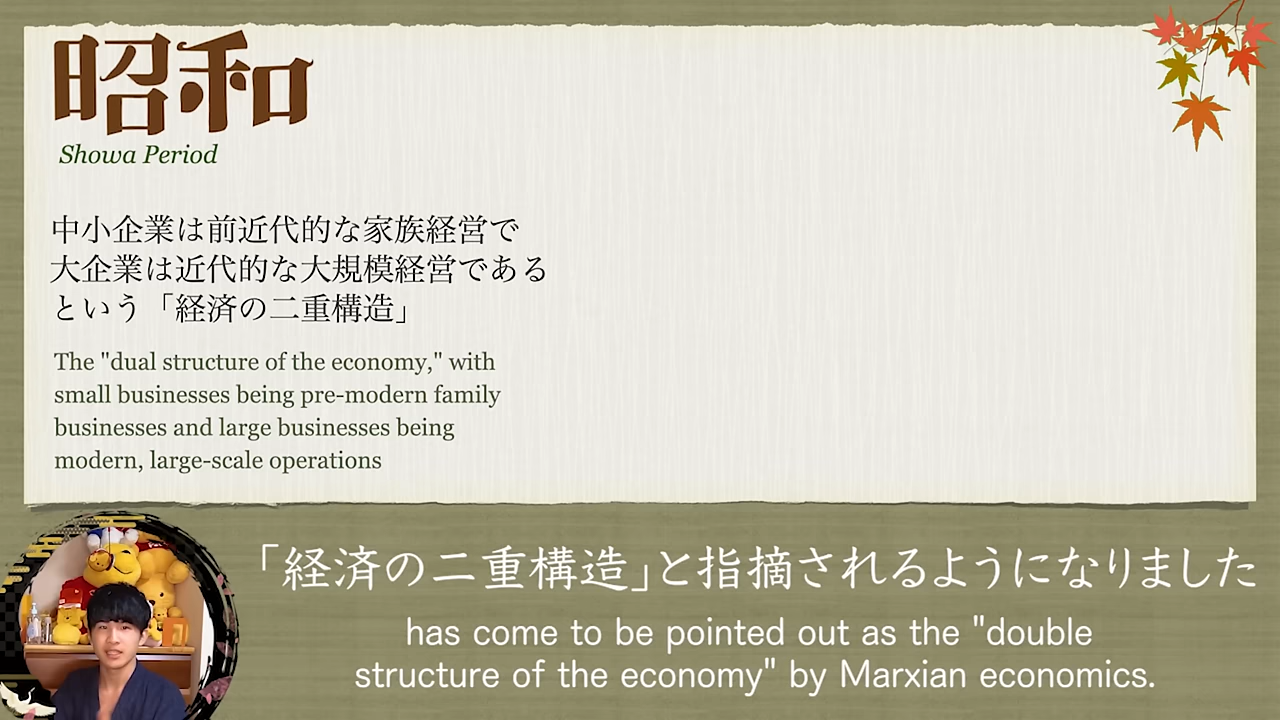 昭和
Showa Period
中小企業は前近代的な家族経営で
大企業は近代的な大規模経営である
という「経済の二重構造」
The "dual structure of the economy," with
small businesses being pre-modern family
businesses and large businesses being
modern, large-scale operations
「経済の二重構造」と指摘されるようになりました
has come to be pointed out as the "double
structure of the economy" by Marxian economics.